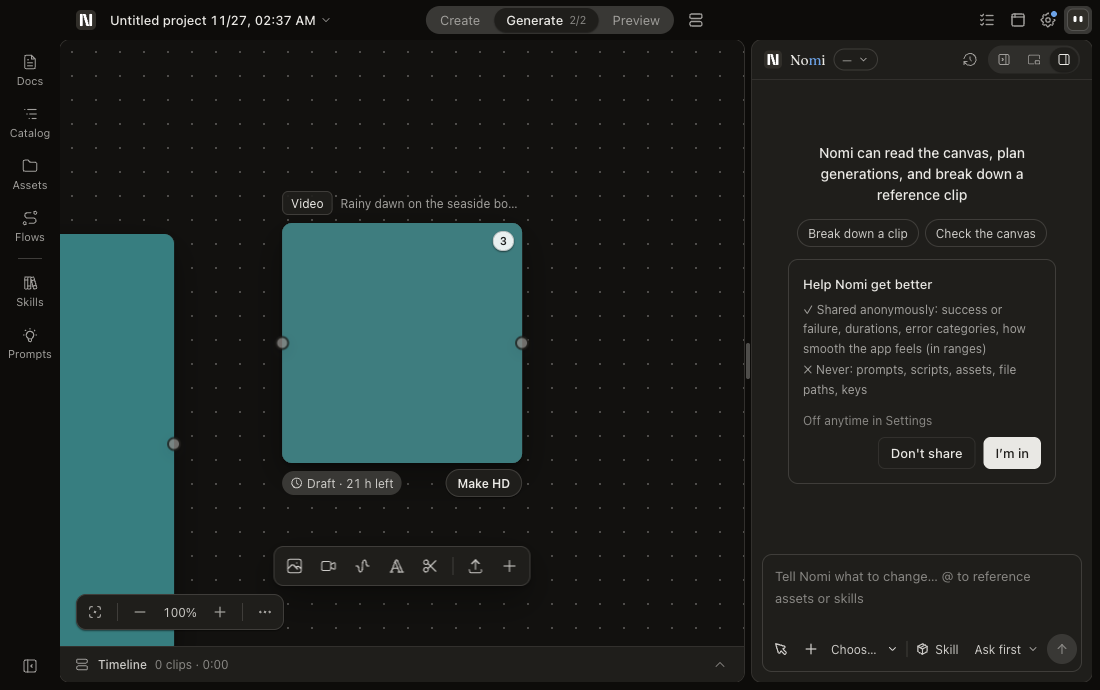 N Untitled project 11/27, 02:37 AM
Create
Generate 2/2
Preview
Docs
Catalog
Assets
Flows
Skills
Prompts
Video
Rainy dawn on the seaside bo...
3
Draft · 21 h left
Make HD
100%
Timeline 0 clips · 0:00
N Nomi
—
Nomi can read the canvas, plan
generations, and break down a
reference clip
Break down a clip
Check the canvas
Help Nomi get better
✓ Shared anonymously: success or
failure, durations, error categories, how
smooth the app feels (in ranges)
✕ Never: prompts, scripts, assets, file
paths, keys
Off anytime in Settings
Don't share
I'm in
Tell Nomi what to change... @ to reference
assets or skills
Choos...
Skill
Ask first